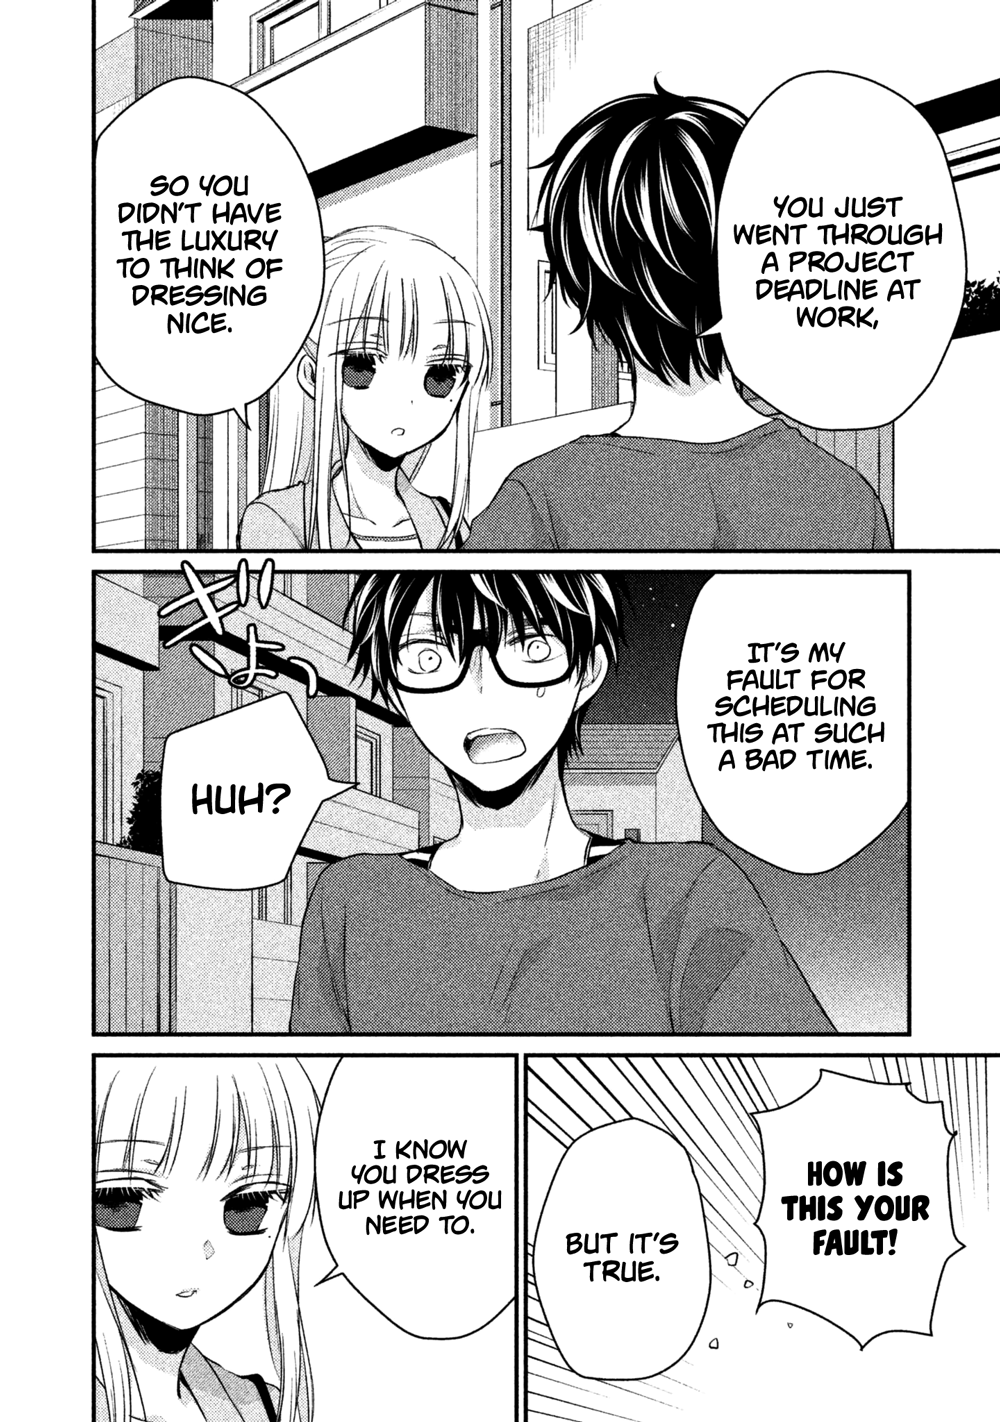 YOU JUST
WENT THROUGH
A PROJECT
DEADLINE AT
WORK,
SO YOU
DIDN'T HAVE
THE LUXURY
TO THINK OF
DRESSING
NICE.
IT'S MY
FAULT FOR
SCHEDULING
THIS AT SUCH
A BAD TIME.
ギョッ
HUH?
HOW IS
THIS YOUR
FAULT!
BUT IT'S
TRUE.
I KNOW
YOU DRESS
UP WHEN YOU
NEED TO.